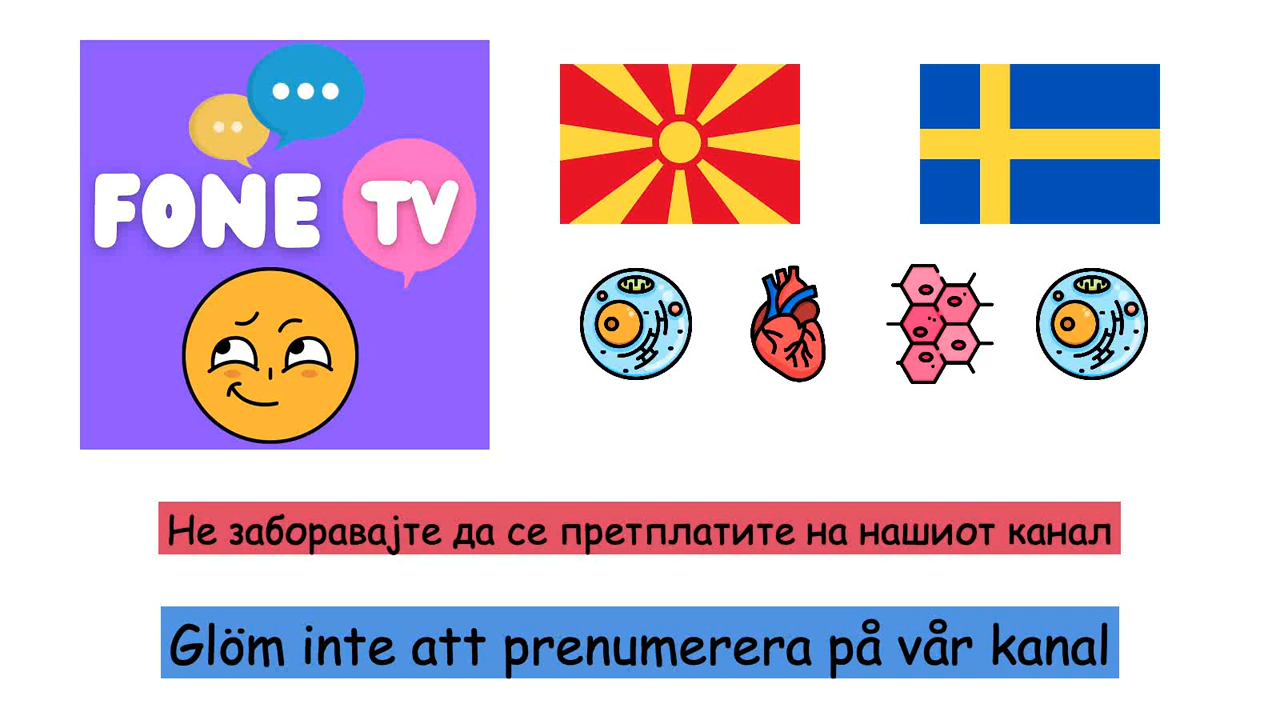 FONE TV
Не заборавајте да се претплатите на нашиот канал
Glöm inte att prenumerera på vår kanal